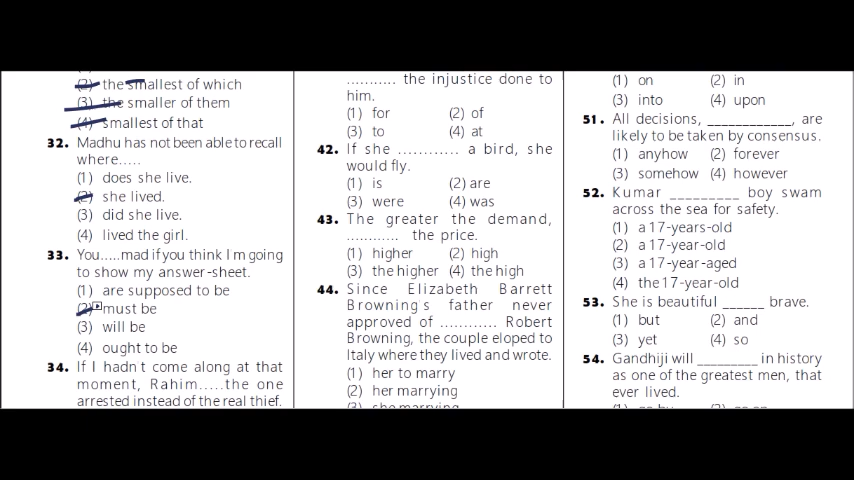 (2) the smallest of which
(3) the smaller of them
(4) smallest of that
32. Madhu has not been able to recall
where.....
(1) does she live.
(2) she lived.
(3) did she live.
(4) lived the girl.
33. You.....mad if you think I m going
to show my answer-sheet.
(1) are supposed to be
(2) must be
(3) will be
(4) ought to be
34. If I hadn t come along at that
moment, Rahim.....the one
arrested instead of the real thief.
........... the injustice done to
him.
(1) for (2) of
(3) to (4) at
42. If she ............ a bird, she
would fly.
(1) is (2) are
(3) were (4) was
43. The greater the demand,
............ the price.
(1) higher (2) high
(3) the higher (4) the high
44. Since Elizabeth Barrett
Browning s father never
approved of ............ Robert
Browning, the couple eloped to
Italy where they lived and wrote.
(1) her to marry
(2) her marrying
(3) she marrying
(1) on (2) in
(3) into (4) upon
51. All decisions, ____________, are
likely to be taken by consensus.
(1) anyhow (2) forever
(3) somehow (4) however
52. Kumar _________ boy swam
across the sea for safety.
(1) a 17-years-old
(2) a 17-year-old
(3) a 17-year-aged
(4) the 17-year-old
53. She is beautiful ______ brave.
(1) but (2) and
(3) yet (4) so
54. Gandhiji will _________ in history
as one of the greatest men, that
ever lived.